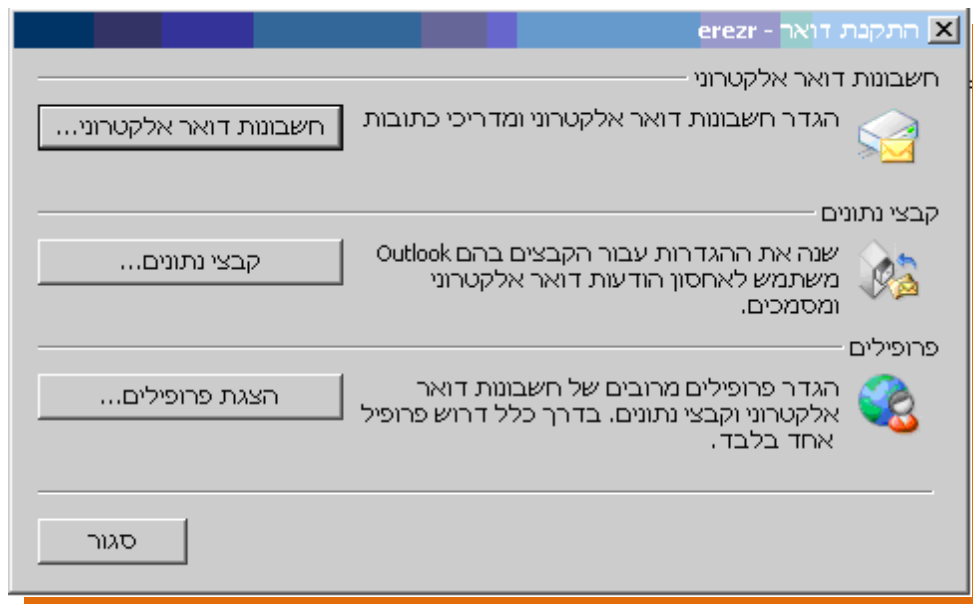 התקנת דואר - erezr
חשבונות דואר אלקטרוני
הגדר חשבונות דואר אלקטרוני ומדריכי כתובות
חשבונות דואר אלקטרוני...
קבצי נתונים
שנה את ההגדרות עבור הקבצים בהם Outlook
משתמש לאחסון הודעות דואר אלקטרוני
ומסמכים.
קבצי נתונים...
פרופילים
הגדר פרופילים מרובים של חשבונות דואר
אלקטרוני וקבצי נתונים. בדרך כלל דרוש פרופיל
אחד בלבד.
הצגת פרופילים...
סגור